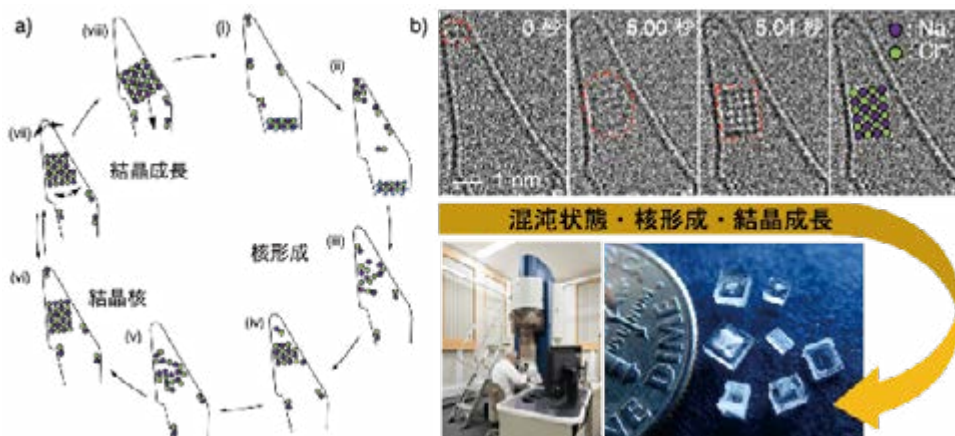 a)
(i)
(ii)
(iii)
(iv)
(v)
(vi)
(vii)
(viii)
核形成
結晶核
結晶成長
b)
0 秒
5.00 秒
5.04 秒
: Na⁺
: Cl⁻
1 nm
混沌状態・核形成・結晶成長
DIME